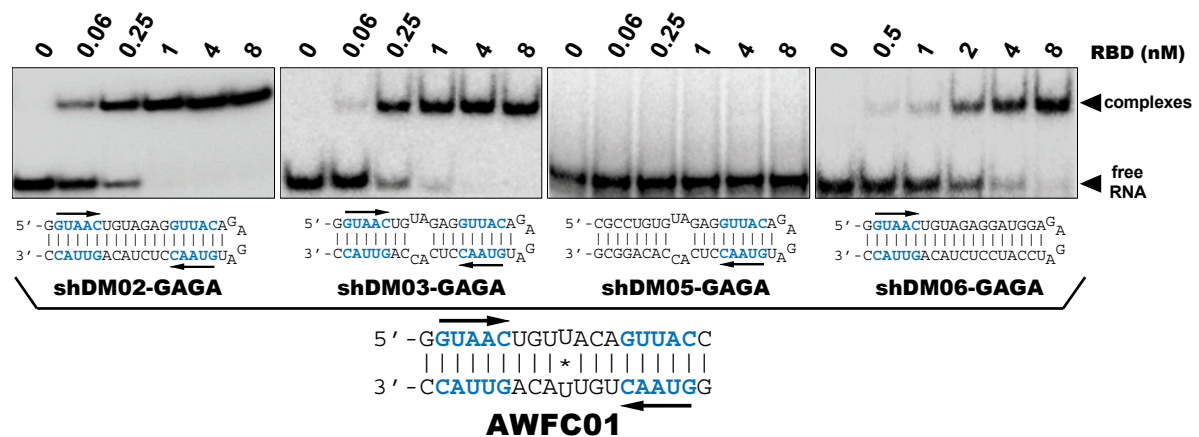 0 0.06 0.25 1 4 8 0 0.06 0.25 1 4 8 0 0.06 0.25 1 4 8 0 0.5 1 2 4 8 RBD (nM)
complexes
free
RNA
5'-GGUAACUGUAGAGGUUACAGA
3'-CCAUUGACAUCUCCAAUGUAG
shDM02-GAGA
5'-GGUAACUGUAGAGGUUACAGA
3'-CCAUUGACCACUCCAAUGUAG
shDM03-GAGA
5'-CGCCUGUGUAGAGGUUACAGA
3'-GCGGACACCACUCCAAUGUAG
shDM05-GAGA
5'-GGUAACUGUAGAGGAUGGAGA
3'-CCAUUGACAUCUCCUACCUAG
shDM06-GAGA
5'-GGUAACUGUUACAGUUACC
*
3'-CCAUUGACAUUGUCAAUGG
AWFC01